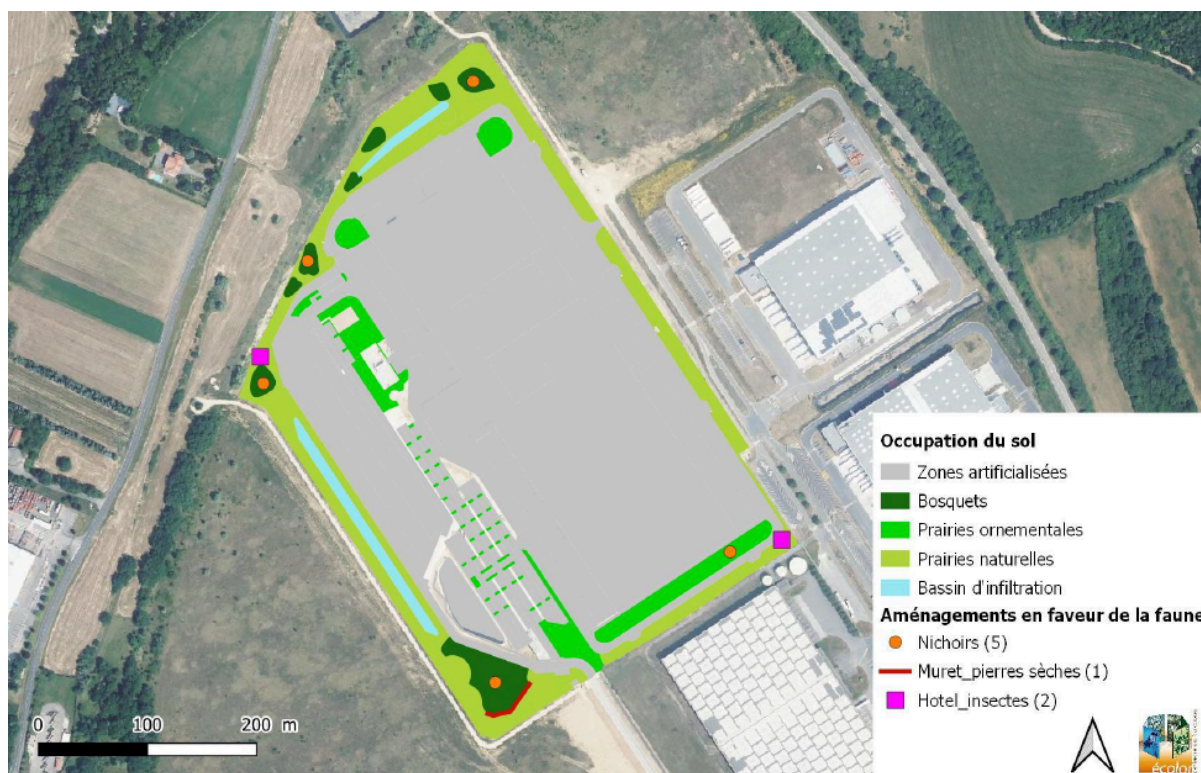 Occupation du sol
Zones artificialisées
Bosquets
Prairies ornementales
Prairies naturelles
Bassin d'infiltration
Aménagements en faveur de la faune
Nichoirs (5)
Muret_pierres sèches (1)
Hotel_insectes (2)
0 100 200 m
écolor